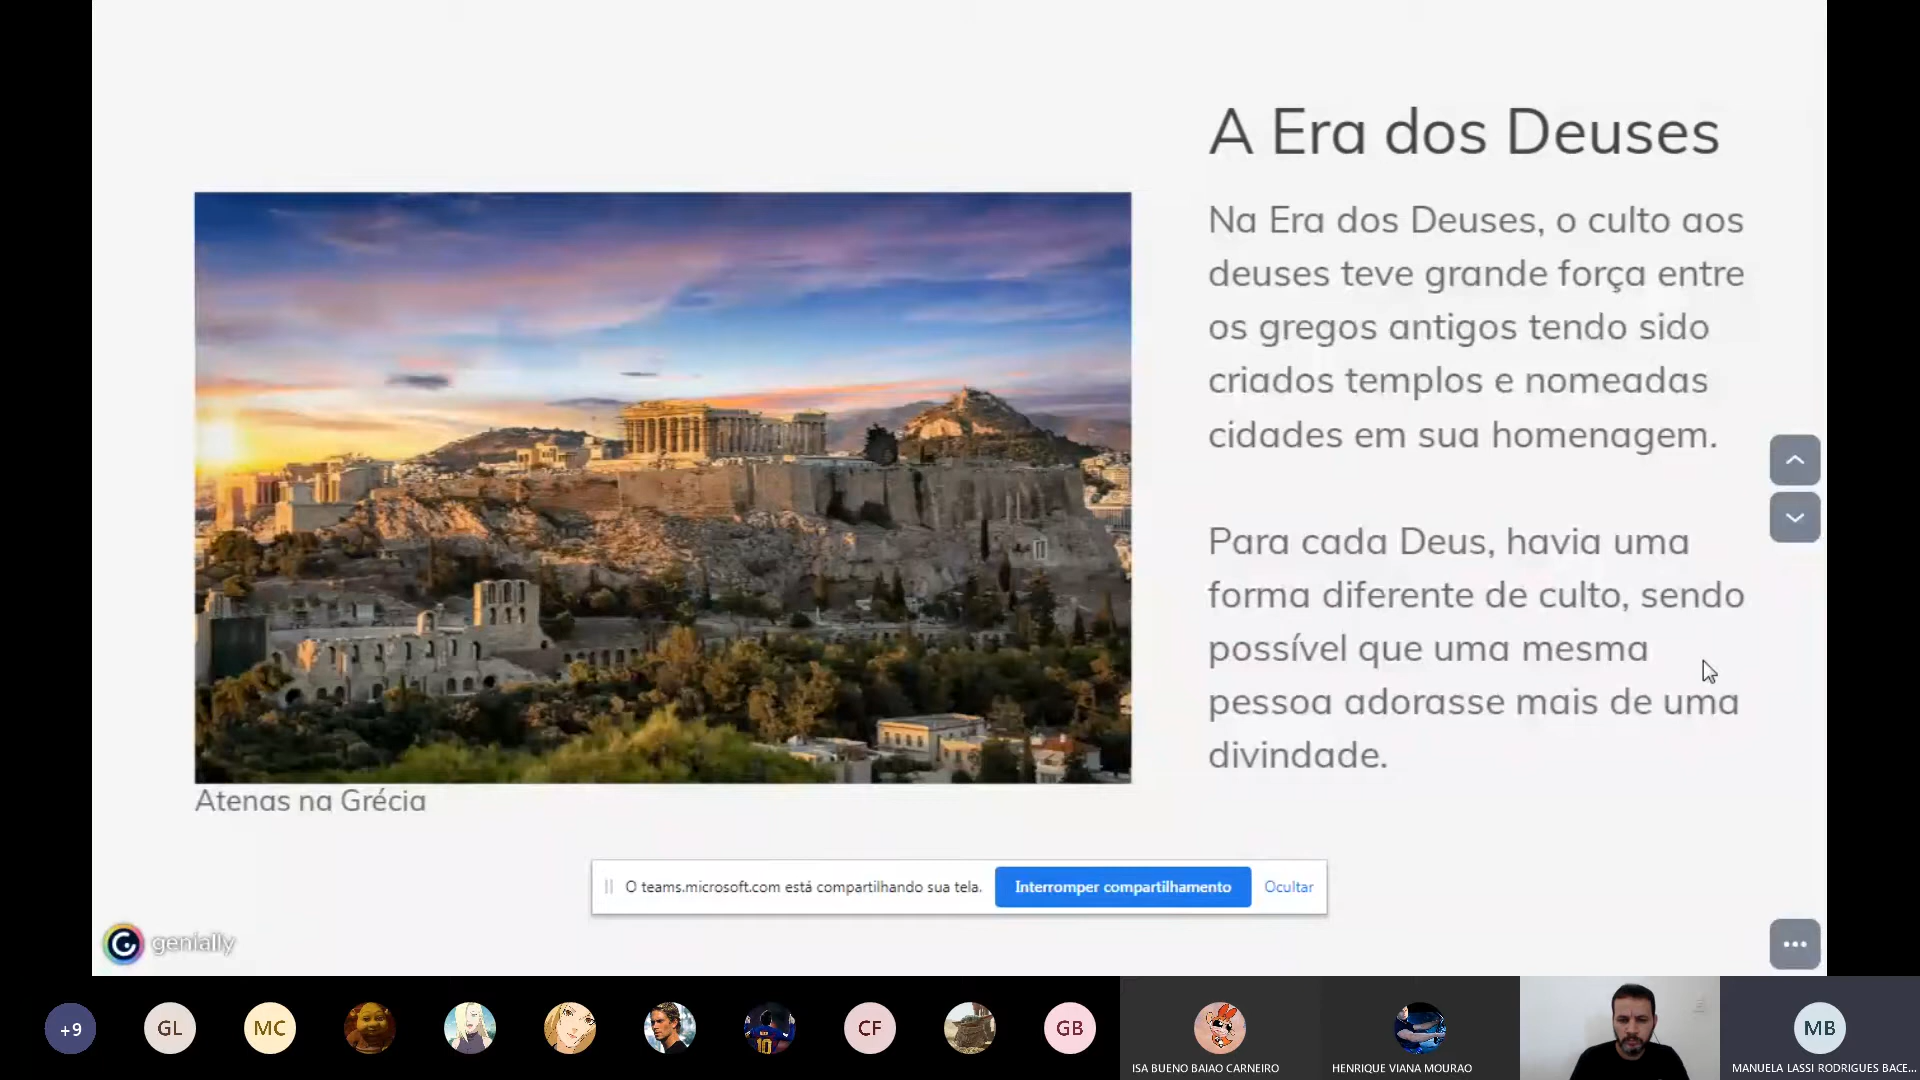 A Era dos Deuses
Na Era dos Deuses, o culto aos
deuses teve grande força entre
os gregos antigos tendo sido
criados templos e nomeadas
cidades em sua homenagem.
Para cada Deus, havia uma
forma diferente de culto, sendo
possível que uma mesma
pessoa adorasse mais de uma
divindade.
Atenas na Grécia
O teams.microsoft.com está compartilhando sua tela.
Interromper compartilhamento
Ocultar
genially
+9
GL
MC
10
CF
GB
ISA BUENO BAIAO CARNEIRO
HENRIQUE VIANA MOURAO
MB
MANUELA LASSI RODRIGUES BACE...